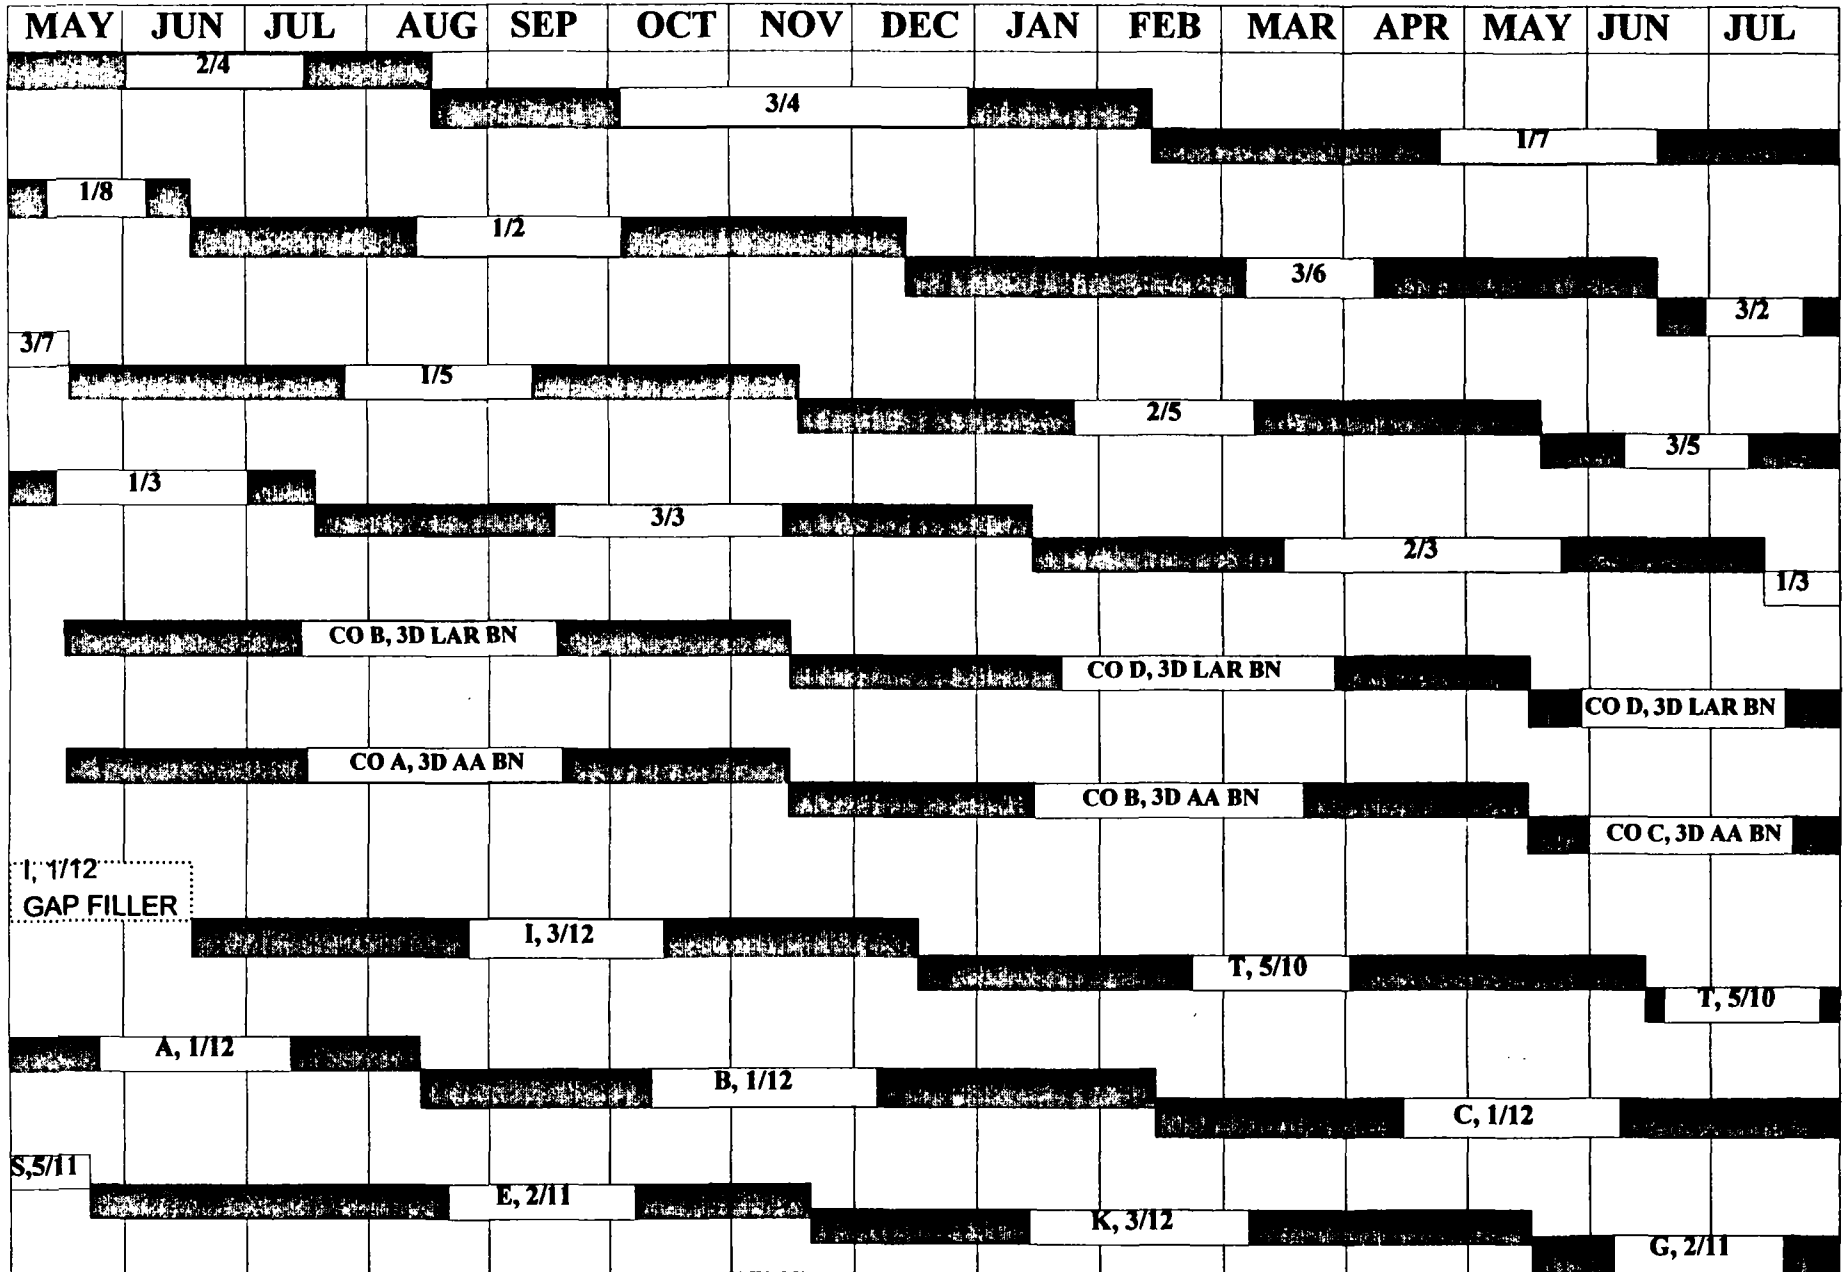 MAY JUN JUL AUG SEP OCT NOV DEC JAN FEB MAR APR MAY JUN JUL
2/4
3/4
1/7
1/8
1/2
3/6
3/2
3/7
1/5
2/5
3/5
1/3
3/3
2/3
1/3
CO B, 3D LAR BN
CO D, 3D LAR BN
CO D, 3D LAR BN
CO A, 3D AA BN
CO B, 3D AA BN
CO C, 3D AA BN
I, 1/12
GAP FILLER
I, 3/12
T, 5/10
T, 5/10
A, 1/12
B, 1/12
C, 1/12
S,5/11
E, 2/11
K, 3/12
G, 2/11